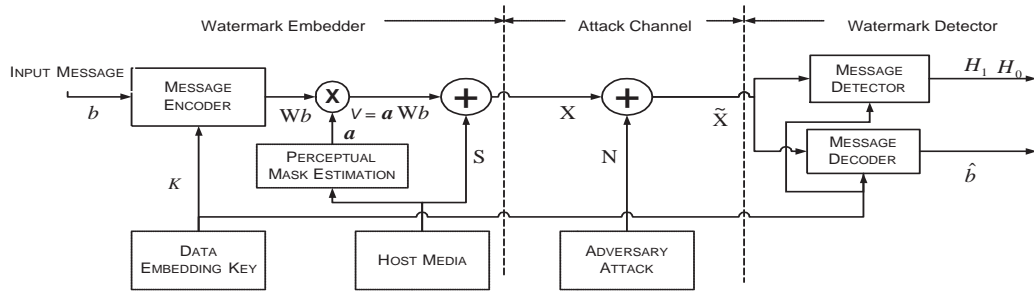 Watermark Embedder
Attack Channel
Watermark Detector
INPUT MESSAGE
b
MESSAGE
ENCODER
Wb
X
V = a Wb
+
a
PERCEPTUAL
MASK ESTIMATION
S
K
DATA
EMBEDDING KEY
HOST MEDIA
X
+
N
ADVERSARY
ATTACK
X̃
MESSAGE
DETECTOR
H₁ H₀
MESSAGE
DECODER
b̂